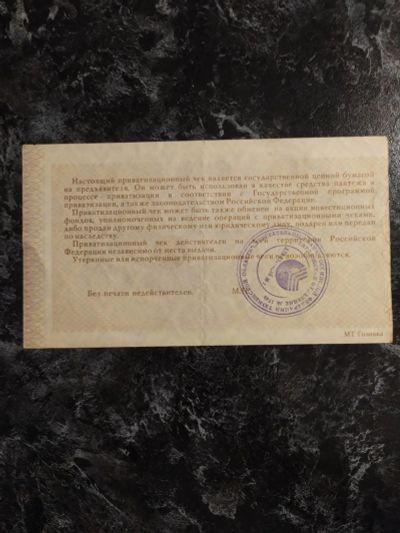 Настоящий приватизационный чек является государственной ценной бумагой
на предъявителя. Он может быть использован в качестве средства платежа в
процессе приватизации в соответствии с Государственной программой
приватизации, а также законодательством Российской Федерации.
Приватизационный чек может быть также обменен на акции инвестиционных
фондов, уполномоченных на ведение операций с приватизационными чеками,
либо продан другому физическому или юридическому лицу, подарен или передан
по наследству.
Приватизационный чек действителен на всей территории Российской
Федерации независимо от места выдачи.
Утерянные или испорченные приватизационные чеки не возобновляются.
Без печати недействителен.
М.
МТ Гознака